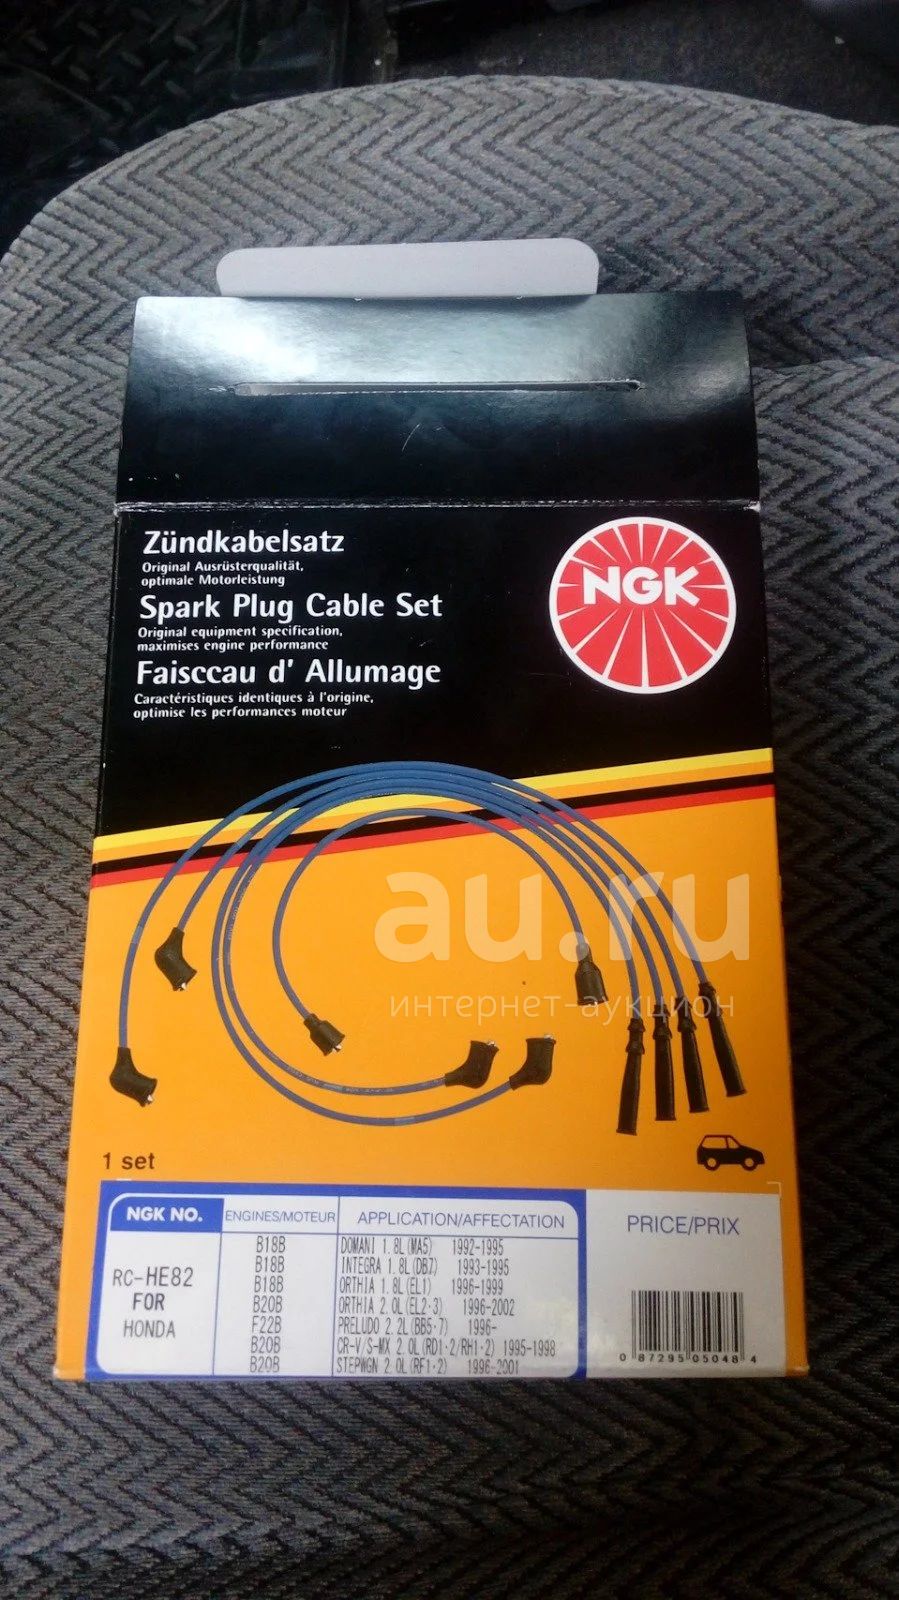 Zündkabelsatz
Original Ausrüsterqualität,
optimale Motorleistung
Spark Plug Cable Set
Original equipment specification,
maximises engine performance
Faisccau d' Allumage
Caractéristiques identiques à l'origine,
optimise les performances moteur
NGK
au.ru
интернет-аукцион
1 set
NGK NO. ENGINES/MOTEUR APPLICATION/AFFECTATION PRICE/PRIX
RC-HE82
FOR
HONDA
B18B DOMANI 1.8L(MA5) 1992-1995
B18B INTEGRA 1.8L(DB7) 1993-1995
B18B ORTHIA 1.8L(EL1) 1996-1999
B20B ORTHIA 2.0L(EL2·3) 1996-2002
F22B PRELUDO 2.2L(BB5·7) 1996-
B20B CR-V/S-MX 2.0L(RD1·2/RH1·2) 1995-1998
B20B STEPWGN 2.0L(RF1·2) 1996-2001
0 87295 05048 4